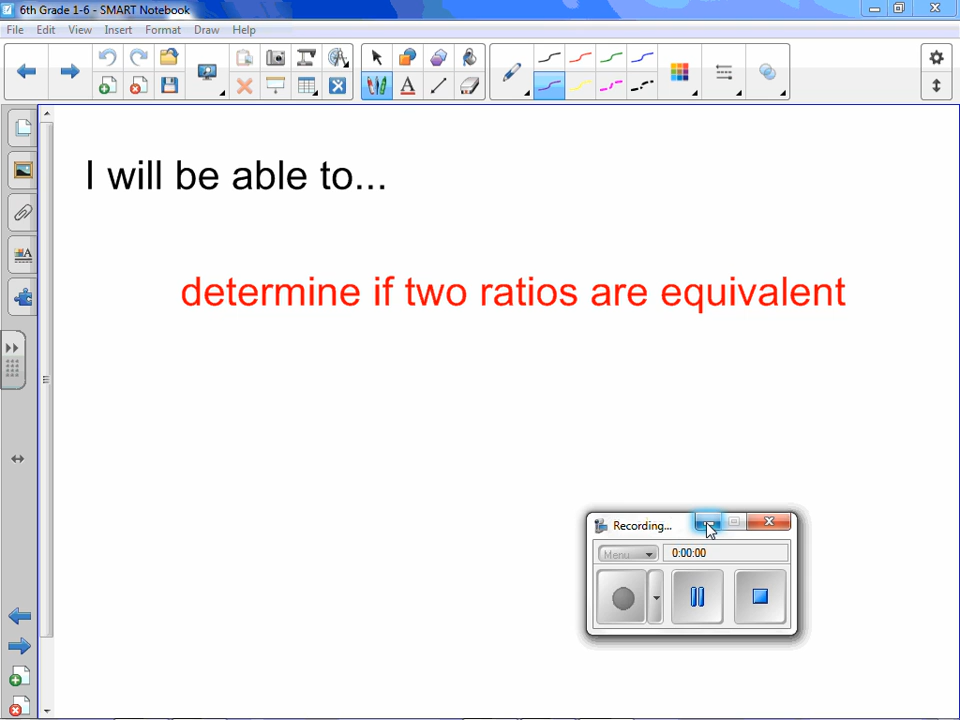 6th Grade 1-6 - SMART Notebook
File Edit View Insert Format Draw Help
I will be able to...
determine if two ratios are equivalent
Recording...
Menu 0:00:00